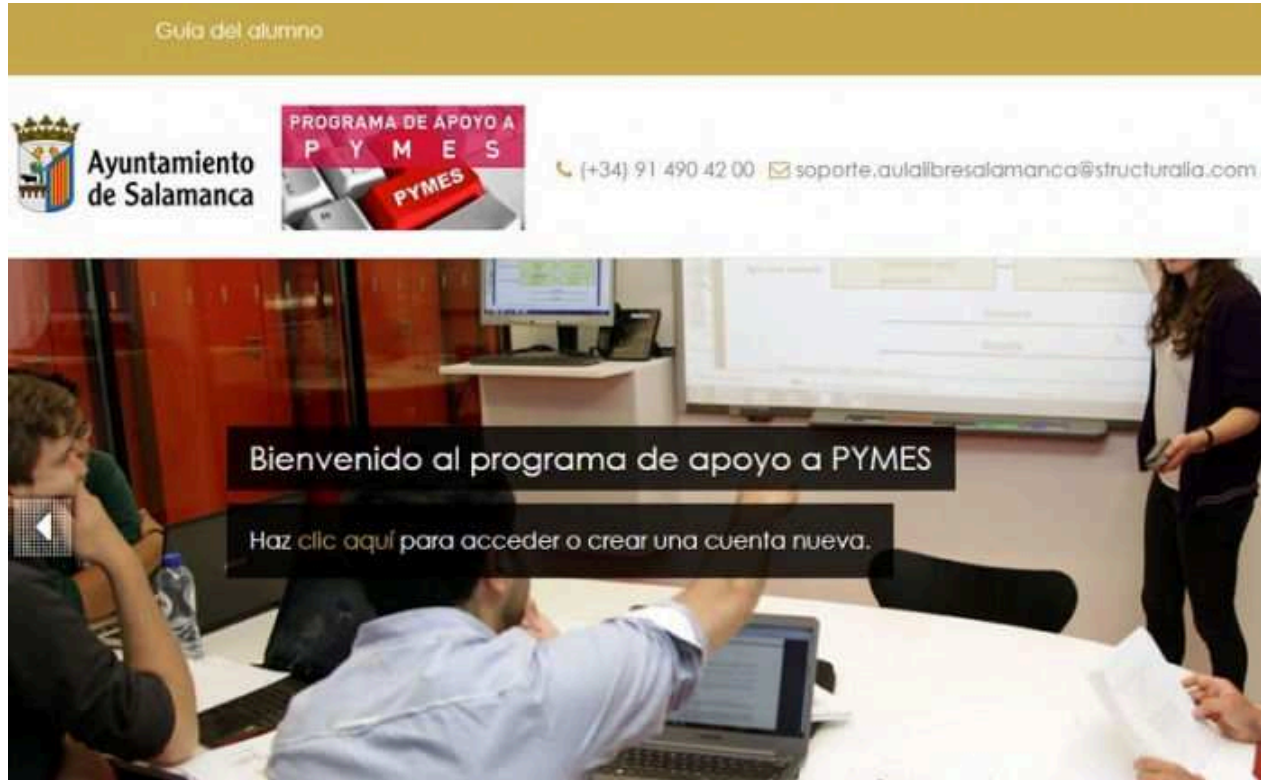 Guía del alumno
Ayuntamiento
de Salamanca
PROGRAMA DE APOYO A
PYMES
PYMES
(+34) 91 490 42 00 soporte.aulalibresalamanca@structuralia.com
Bienvenido al programa de apoyo a PYMES
Haz clic aquí para acceder o crear una cuenta nueva.